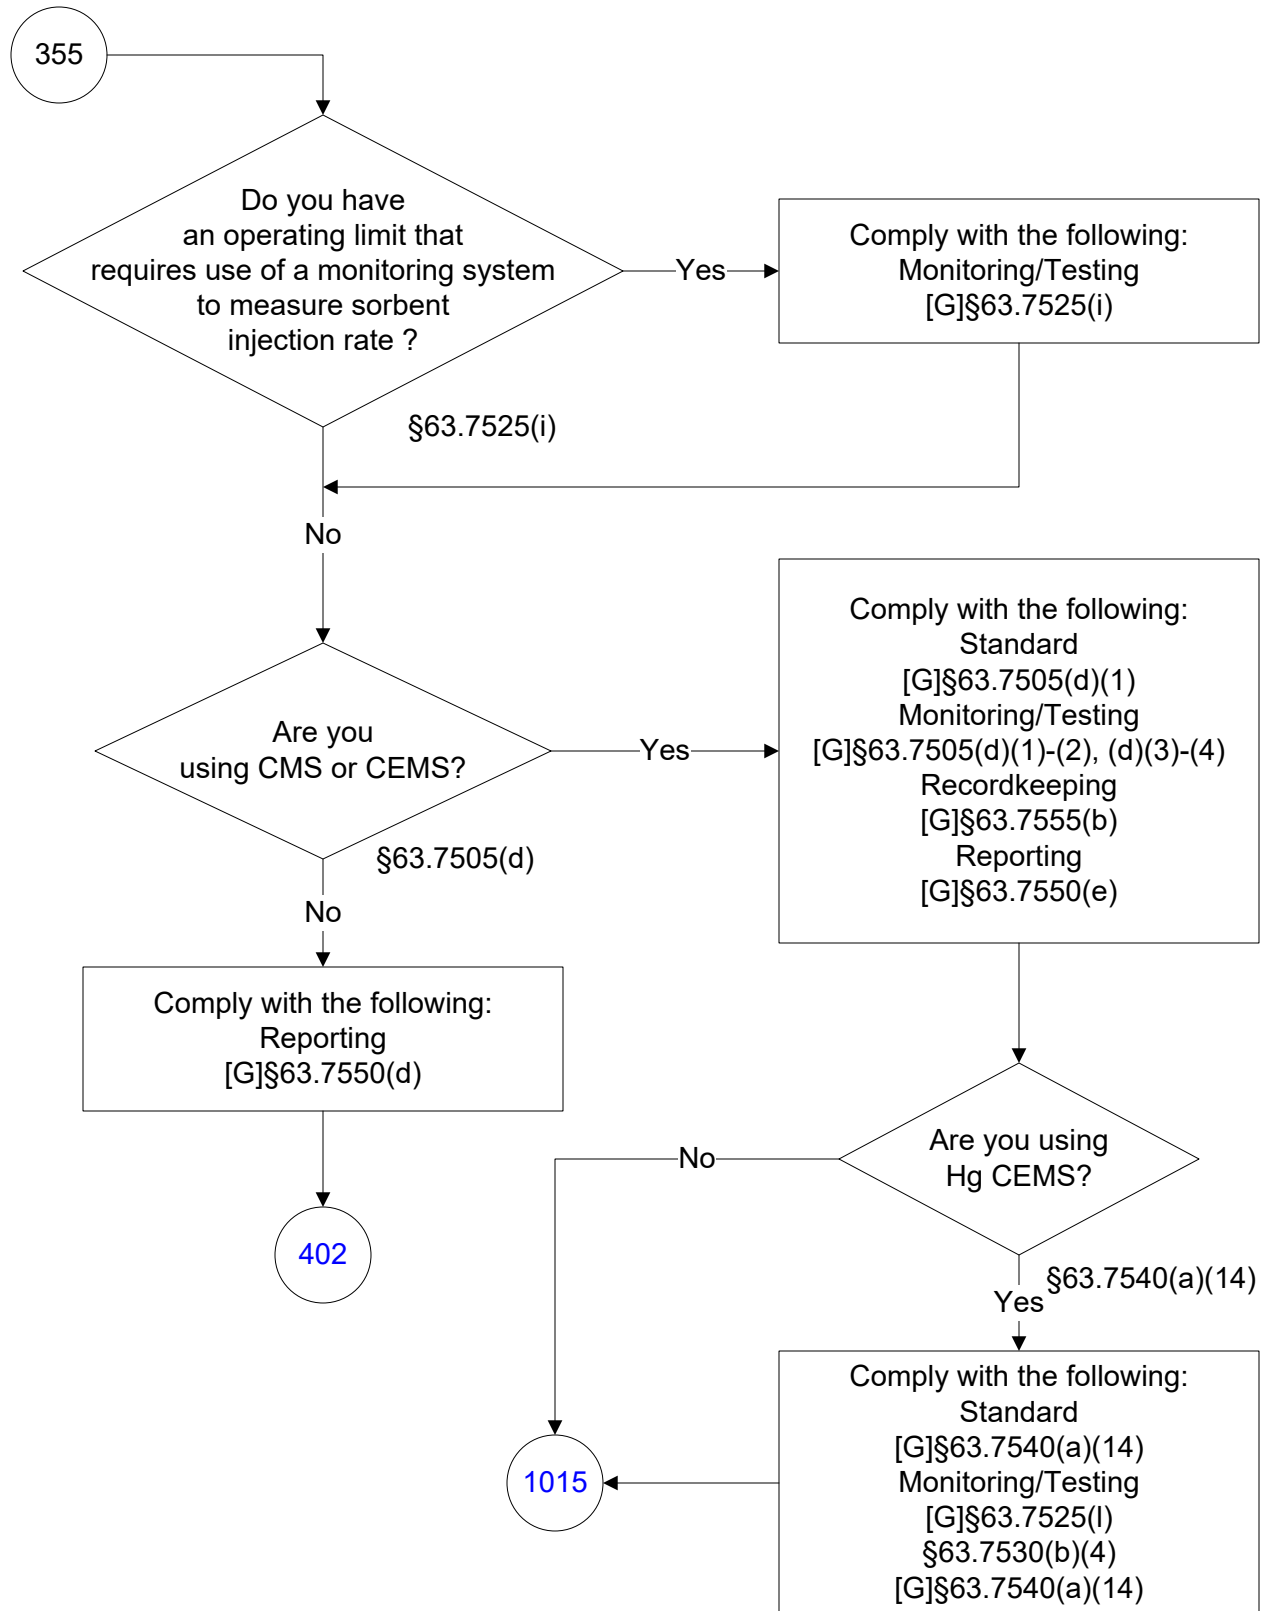 355
Do you have
an operating limit that
requires use of a monitoring system
to measure sorbent
injection rate ?
Yes
Comply with the following:
Monitoring/Testing
[G]§63.7525(i)
§63.7525(i)
No
Are you
using CMS or CEMS?
Yes
Comply with the following:
Standard
[G]§63.7505(d)(1)
Monitoring/Testing
[G]§63.7505(d)(1)-(2), (d)(3)-(4)
Recordkeeping
[G]§63.7555(b)
Reporting
[G]§63.7550(e)
§63.7505(d)
No
Comply with the following:
Reporting
[G]§63.7550(d)
402
Are you using
Hg CEMS?
No
§63.7540(a)(14)
Yes
Comply with the following:
Standard
[G]§63.7540(a)(14)
Monitoring/Testing
[G]§63.7525(l)
§63.7530(b)(4)
[G]§63.7540(a)(14)
1015